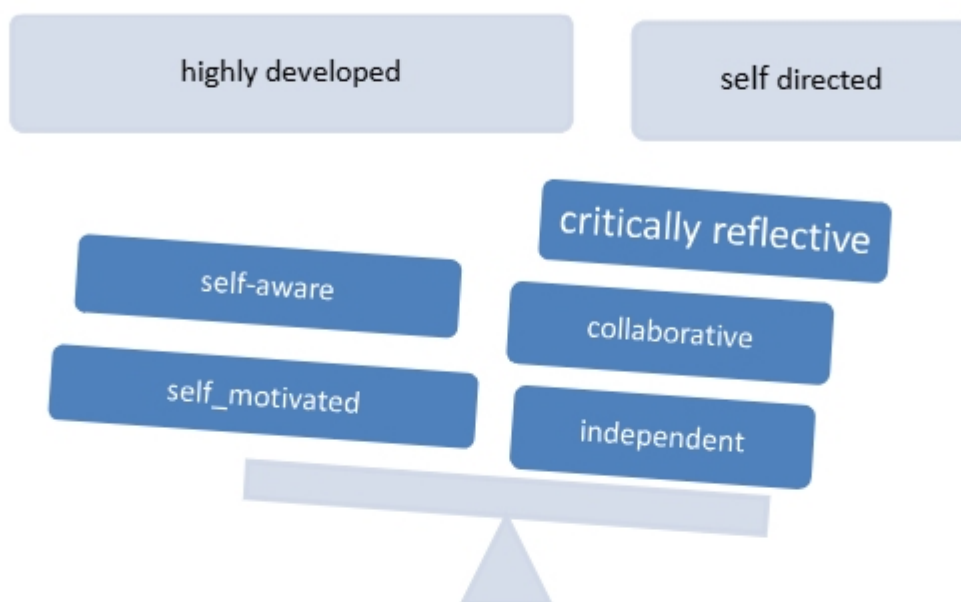 highly developed
self directed
critically reflective
self-aware
collaborative
self_motivated
independent